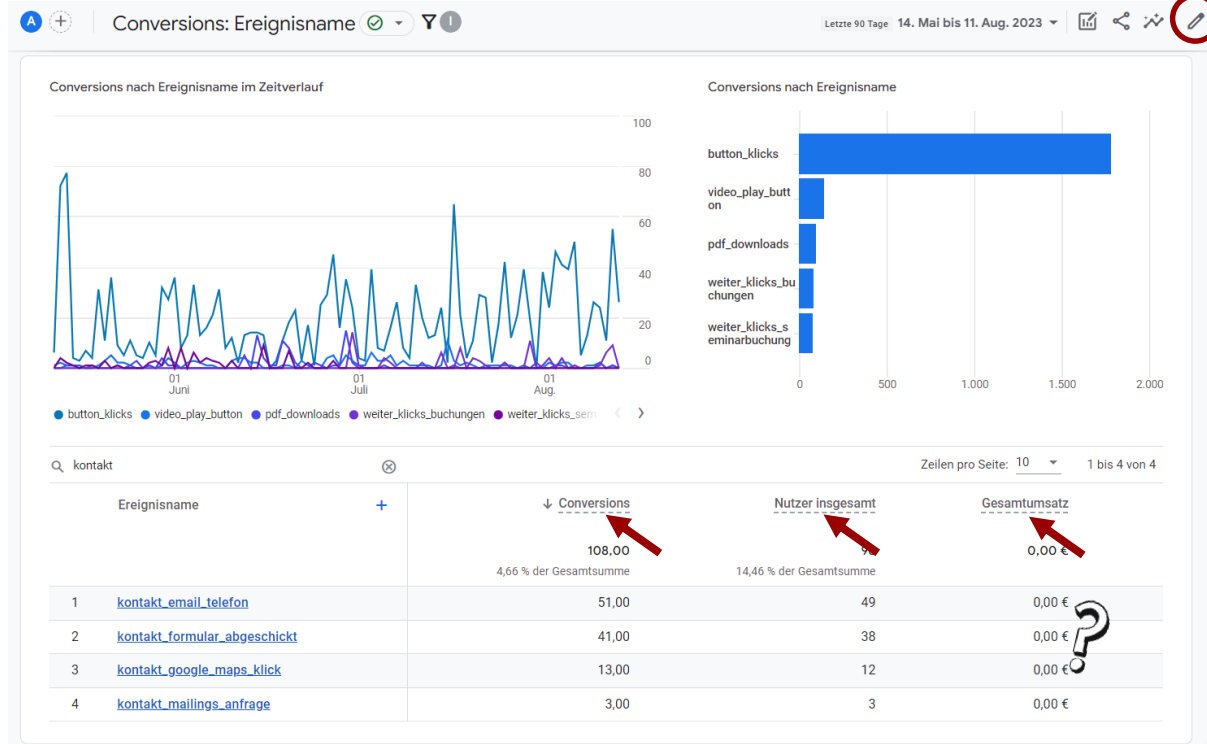 A
Conversions: Ereignisname
I
Letzte 90 Tage 14. Mai bis 11. Aug. 2023
Conversions nach Ereignisname im Zeitverlauf
100
80
60
40
20
0
01
Juni
01
Juli
01
Aug.
button_klicks video_play_button pdf_downloads weiter_klicks_buchungen weiter_klicks_sem
Conversions nach Ereignisname
button_klicks
video_play_butt
on
pdf_downloads
weiter_klicks_bu
chungen
weiter_klicks_s
eminarbuchung
0 500 1.000 1.500 2.000
kontakt
Zeilen pro Seite: 10 1 bis 4 von 4
Ereignisname + ↓ Conversions Nutzer insgesamt Gesamtumsatz
108,00 0,00 €
4,66 % der Gesamtsumme 14,46 % der Gesamtsumme
1 kontakt_email_telefon 51,00 49 0,00 €
2 kontakt_formular_abgeschickt 41,00 38 0,00 €
3 kontakt_google_maps_klick 13,00 12 0,00 €
4 kontakt_mailings_anfrage 3,00 3 0,00 €
?